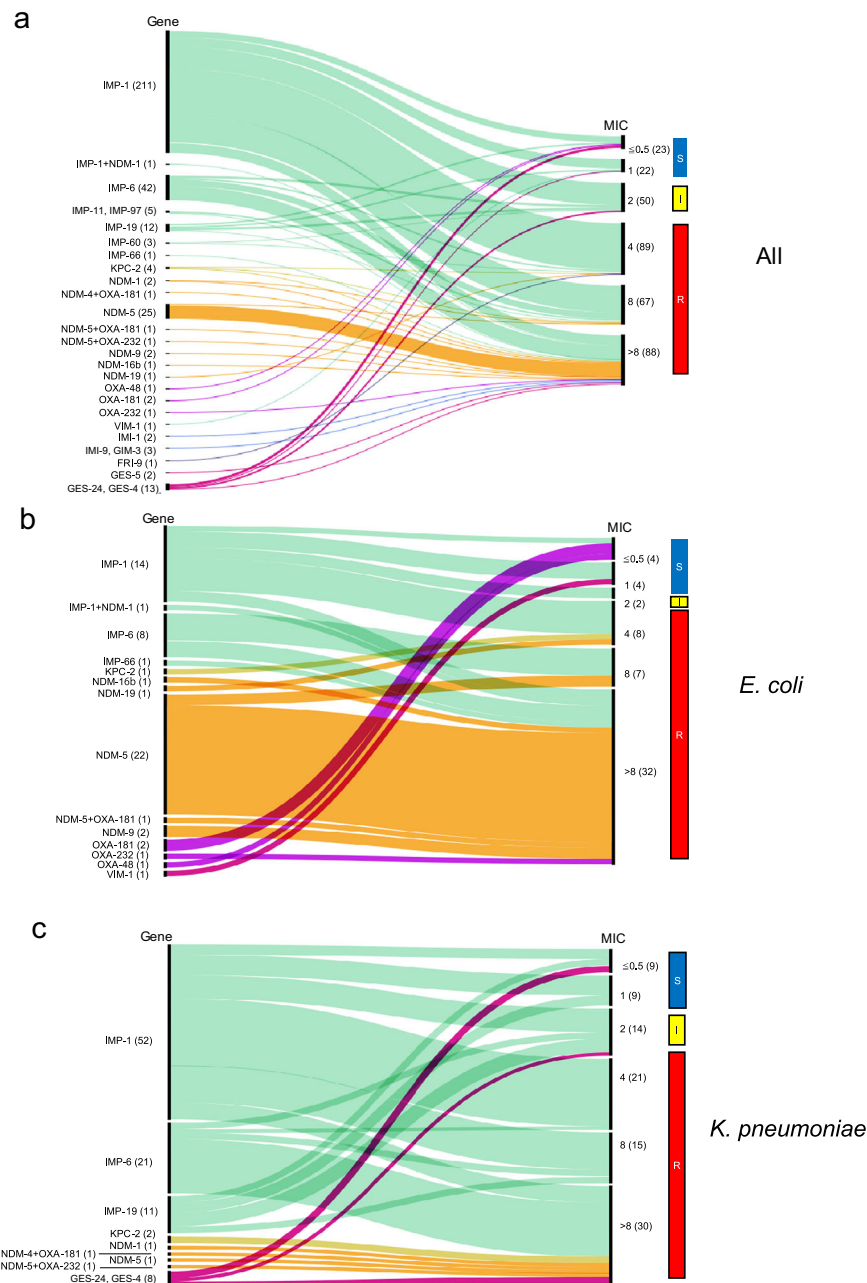 a
Gene
IMP-1 (211)
IMP-1+NDM-1 (1)
IMP-6 (42)
IMP-11, IMP-97 (5)
IMP-19 (12)
IMP-60 (3)
IMP-66 (1)
KPC-2 (4)
NDM-1 (2)
NDM-4+OXA-181 (1)
NDM-5 (25)
NDM-5+OXA-181 (1)
NDM-5+OXA-232 (1)
NDM-9 (2)
NDM-16b (1)
NDM-19 (1)
OXA-48 (1)
OXA-181 (2)
OXA-232 (1)
VIM-1 (1)
IMI-1 (2)
IMI-9, GIM-3 (3)
FRI-9 (1)
GES-5 (2)
GES-24, GES-4 (13)
MIC
≤0.5 (23)
1 (22)
2 (50)
4 (89)
8 (67)
>8 (88)
S
I
R
All
b
Gene
IMP-1 (14)
IMP-1+NDM-1 (1)
IMP-6 (8)
IMP-66 (1)
KPC-2 (1)
NDM-16b (1)
NDM-19 (1)
NDM-5 (22)
NDM-5+OXA-181 (1)
NDM-9 (2)
OXA-181 (2)
OXA-232 (1)
OXA-48 (1)
VIM-1 (1)
MIC
≤0.5 (4)
1 (4)
2 (2)
4 (8)
8 (7)
>8 (32)
S
I
R
E. coli
c
Gene
IMP-1 (52)
IMP-6 (21)
IMP-19 (11)
KPC-2 (2)
NDM-1 (1)
NDM-4+OXA-181 (1)
NDM-5 (1)
NDM-5+OXA-232 (1)
GES-24, GES-4 (8)
MIC
≤0.5 (9)
1 (9)
2 (14)
4 (21)
8 (15)
>8 (30)
S
I
R
K. pneumoniae